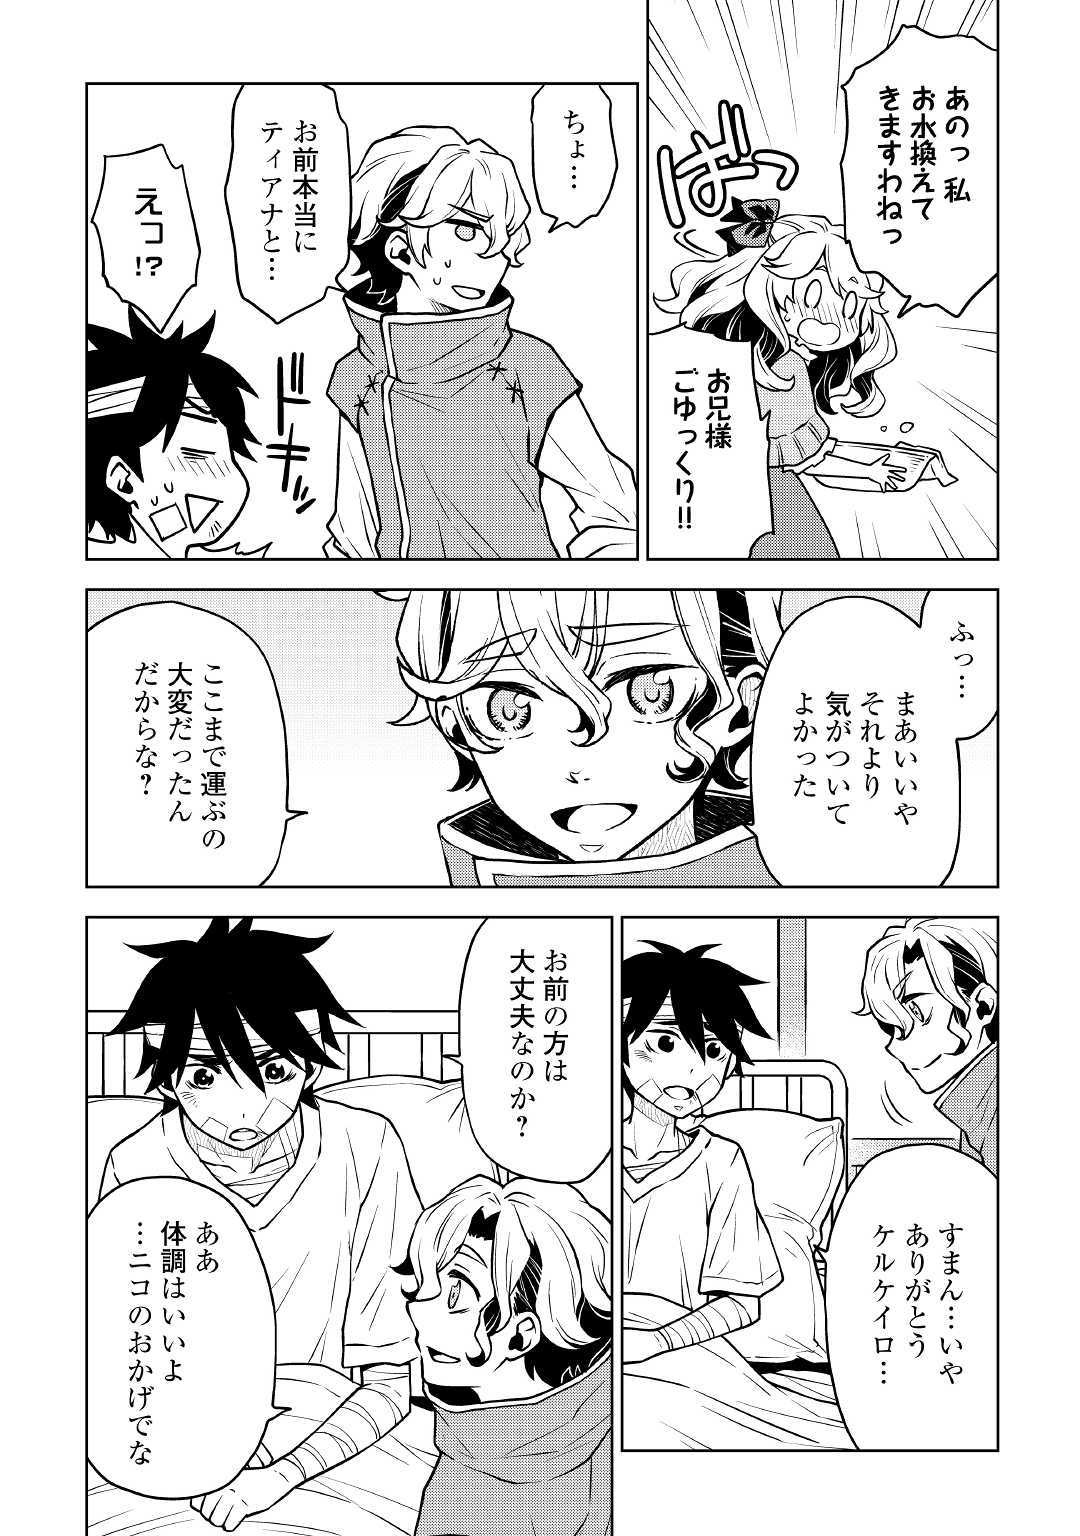 あのっ 私
お水換えて
きますわねっ
ばっ
お兄様
ごゆっくり!!
ちょ…
お前本当に
ティアナと…
えコ!?
ドキッ
ふっ…
まあいいや
それより
気がついて
よかった
ここまで運ぶの
大変だったん
だからな?
すまん…いや
ありがとう
ケルケイロ…
お前の方は
大丈夫なのか?
ああ
体調はいいよ
…ニコのおかげでな